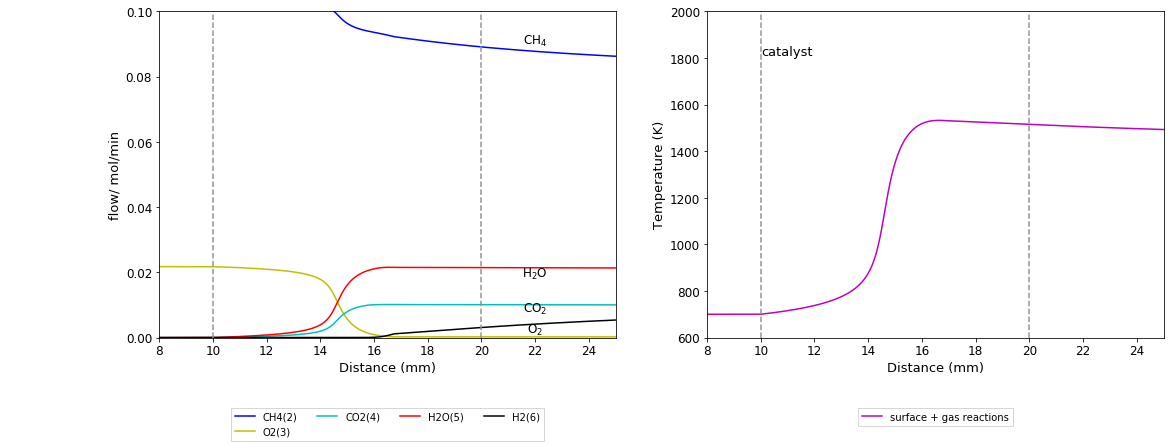 0.10
0.08
0.06
0.04
0.02
0.00
flow/ mol/min
CH₄
H₂O
CO₂
O₂
8 10 12 14 16 18 20 22 24
Distance (mm)
CH4(2) CO2(4) H2O(5) H2(6)
O2(3)
2000
1800
1600
1400
1200
1000
800
600
Temperature (K)
catalyst
8 10 12 14 16 18 20 22 24
Distance (mm)
surface + gas reactions